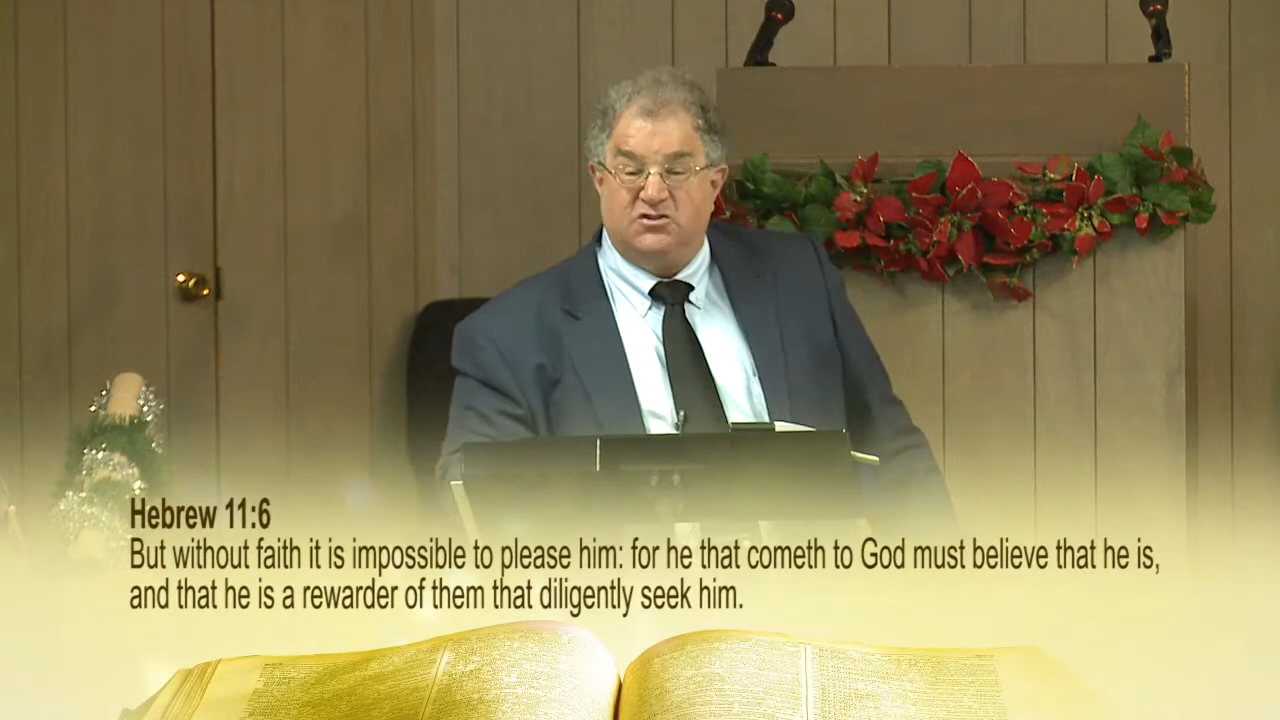 Hebrew 11:6
But without faith it is impossible to please him: for he that cometh to God must believe that he is,
and that he is a rewarder of them that diligently seek him.